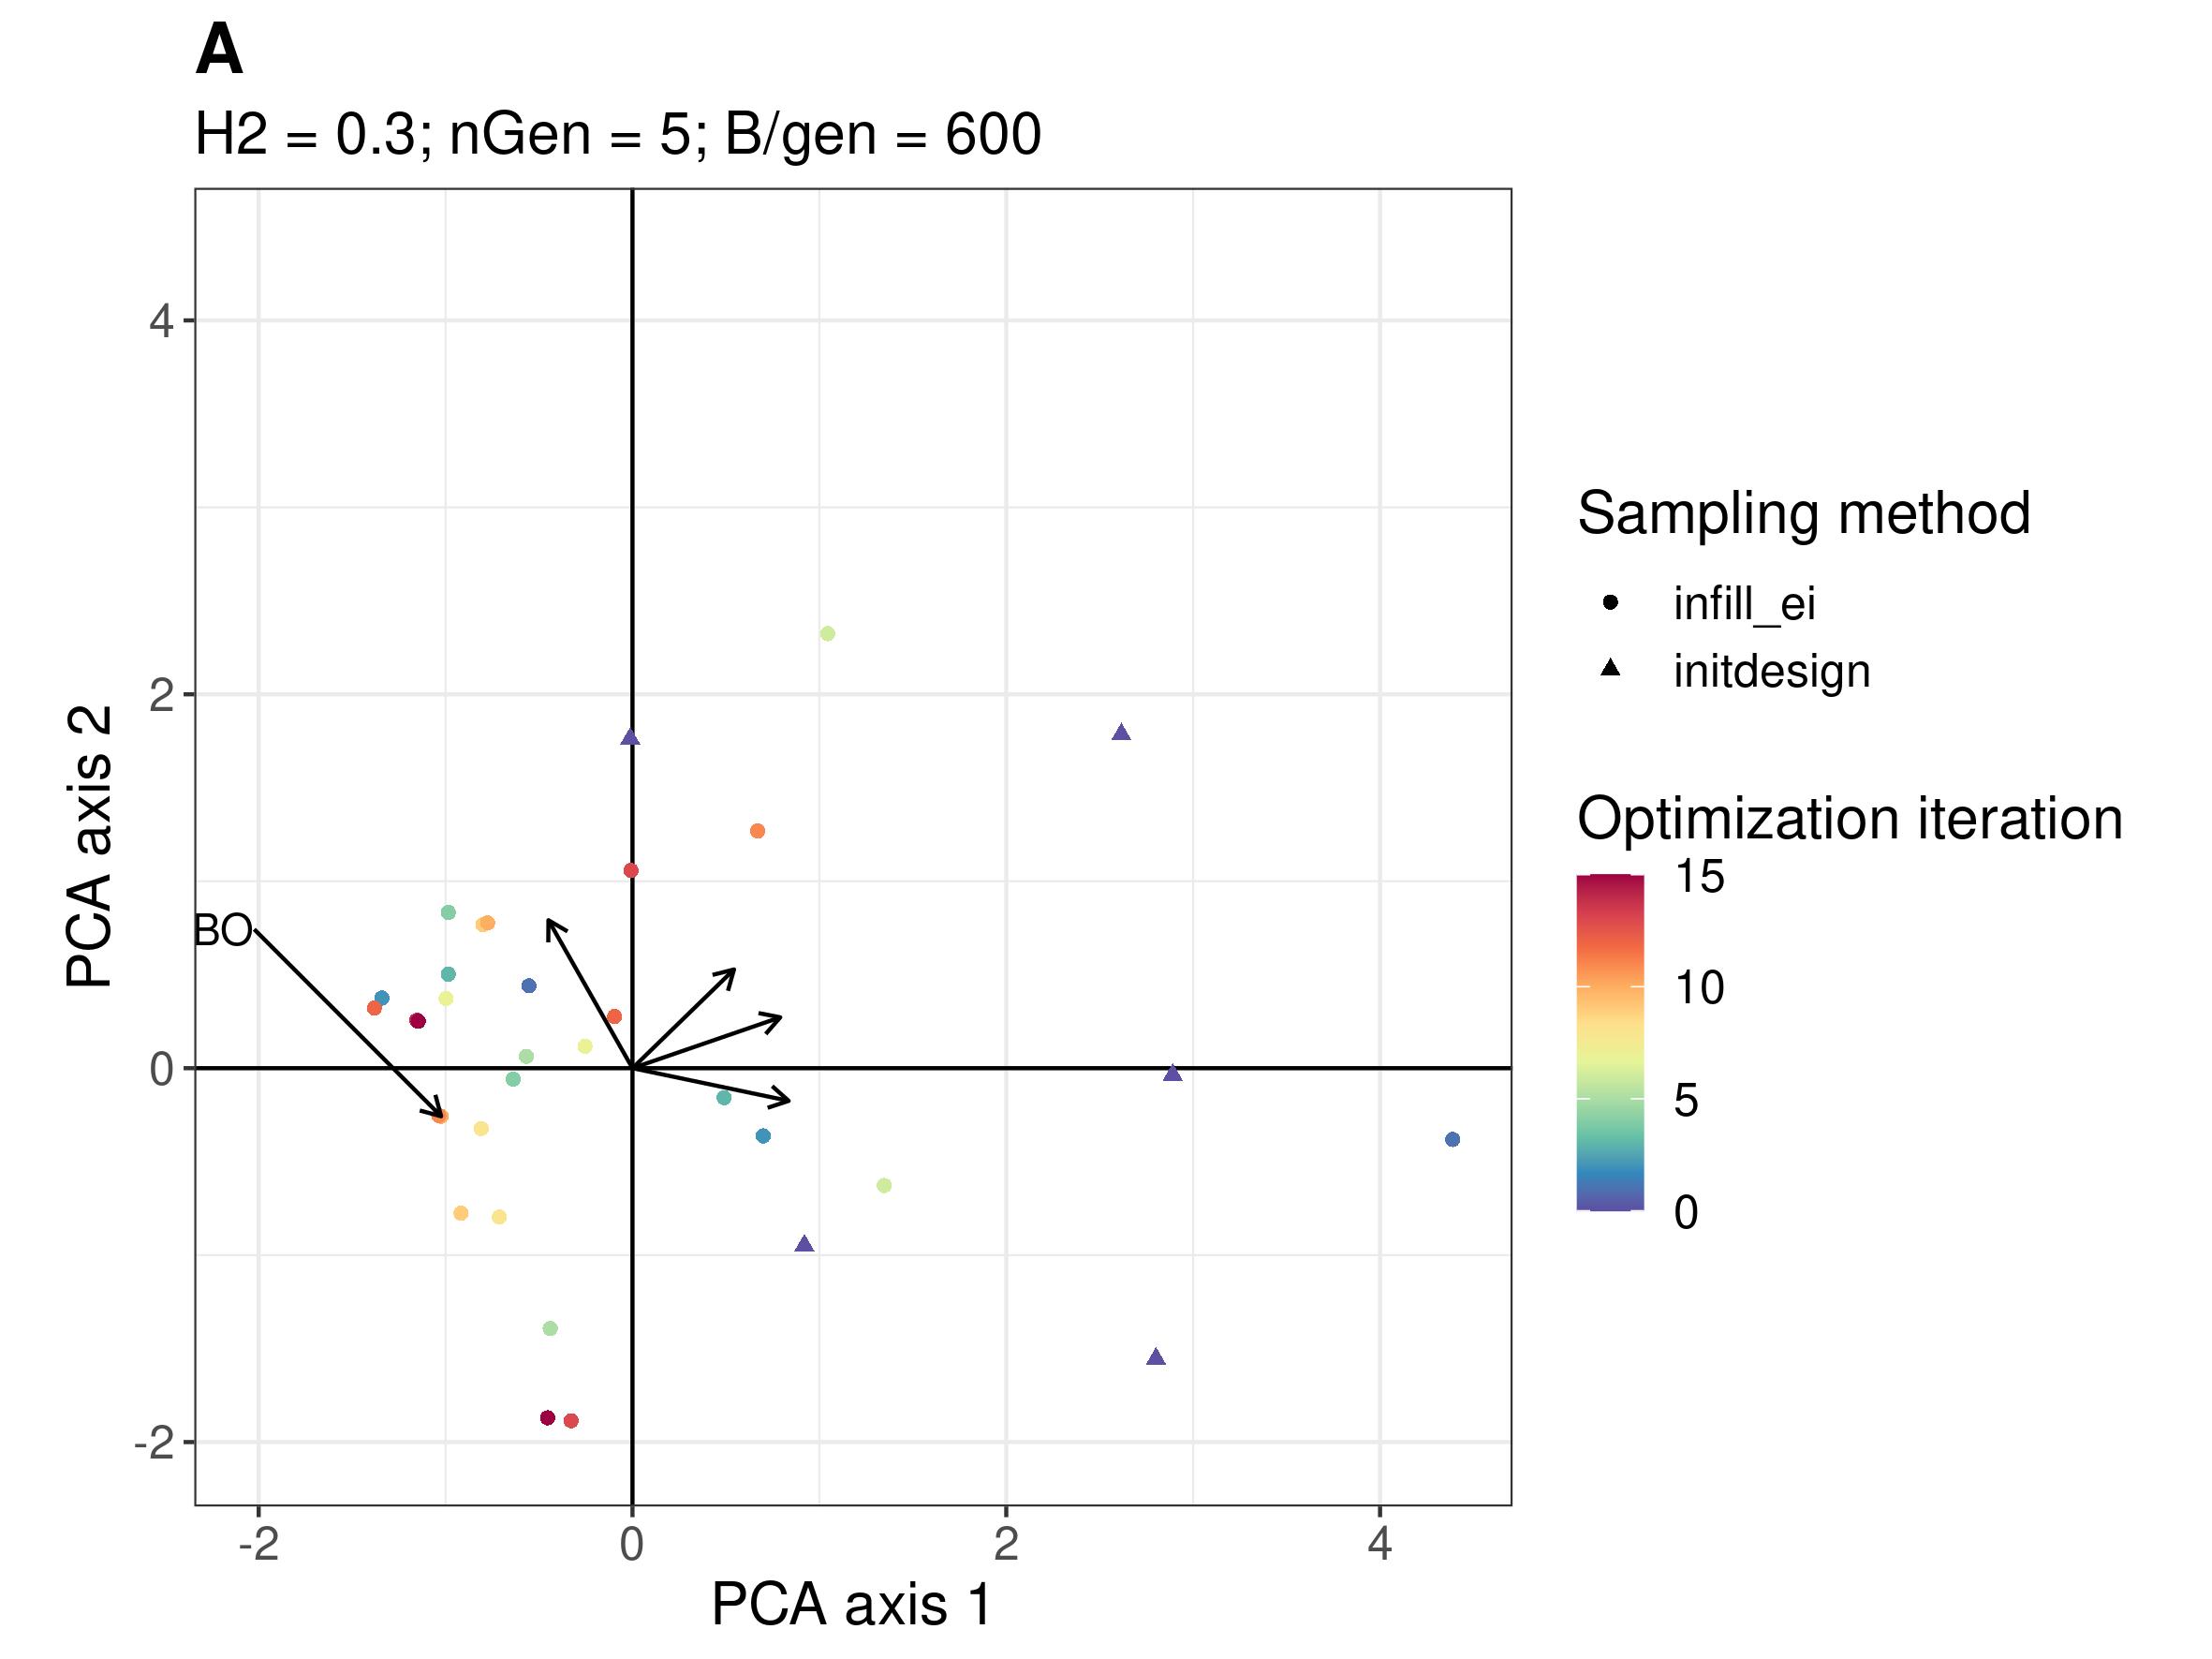 A
H2 = 0.3; nGen = 5; B/gen = 600
4
2
0
-2
PCA axis 2
BO
-2
0
2
4
PCA axis 1
Sampling method
infill_ei
initdesign
Optimization iteration
15
10
5
0